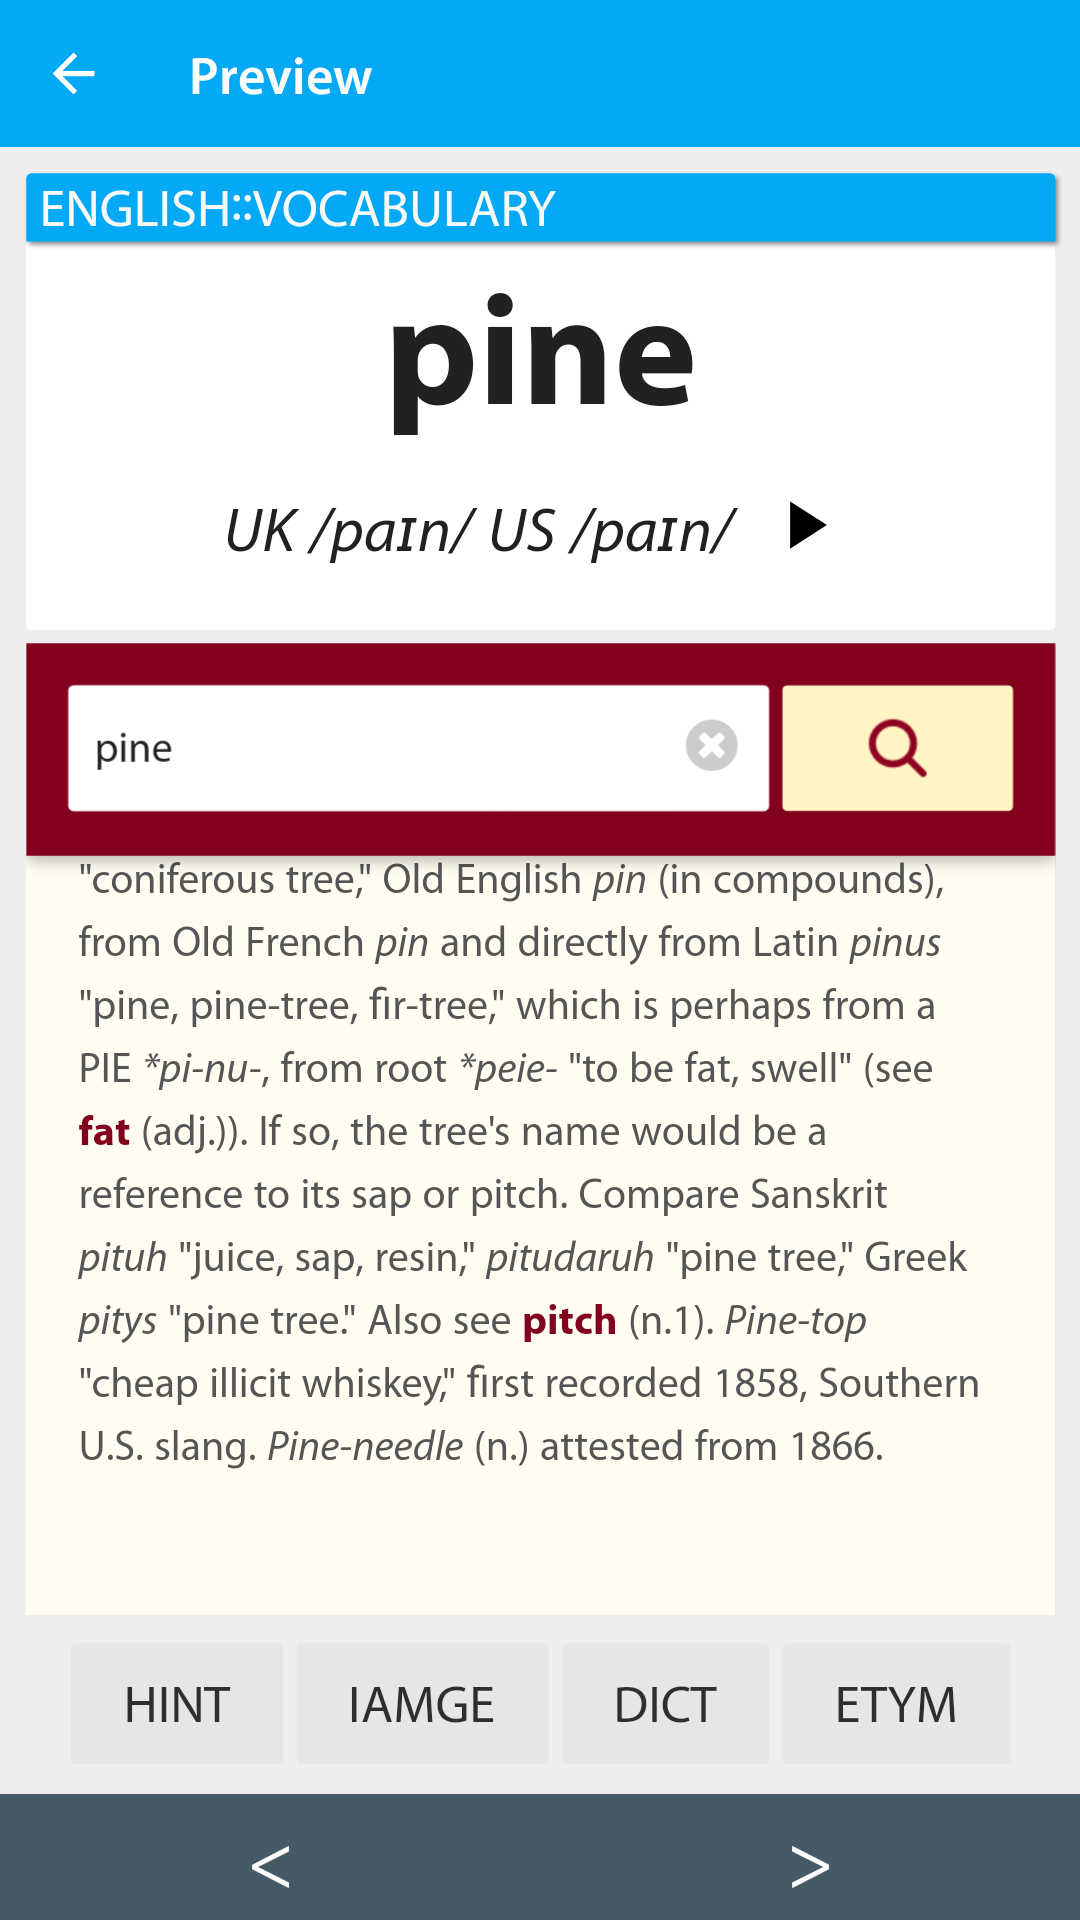 Preview
ENGLISH::VOCABULARY
pine
UK /paɪn/ US /paɪn/
pine
"coniferous tree," Old English pin (in compounds),
from Old French pin and directly from Latin pinus
"pine, pine-tree, fir-tree," which is perhaps from a
PIE *pi-nu-, from root *peie- "to be fat, swell" (see
fat (adj.)). If so, the tree's name would be a
reference to its sap or pitch. Compare Sanskrit
pituh "juice, sap, resin," pitudaruh "pine tree," Greek
pitys "pine tree." Also see pitch (n.1). Pine-top
"cheap illicit whiskey," first recorded 1858, Southern
U.S. slang. Pine-needle (n.) attested from 1866.
HINT IAMGE DICT ETYM
< >